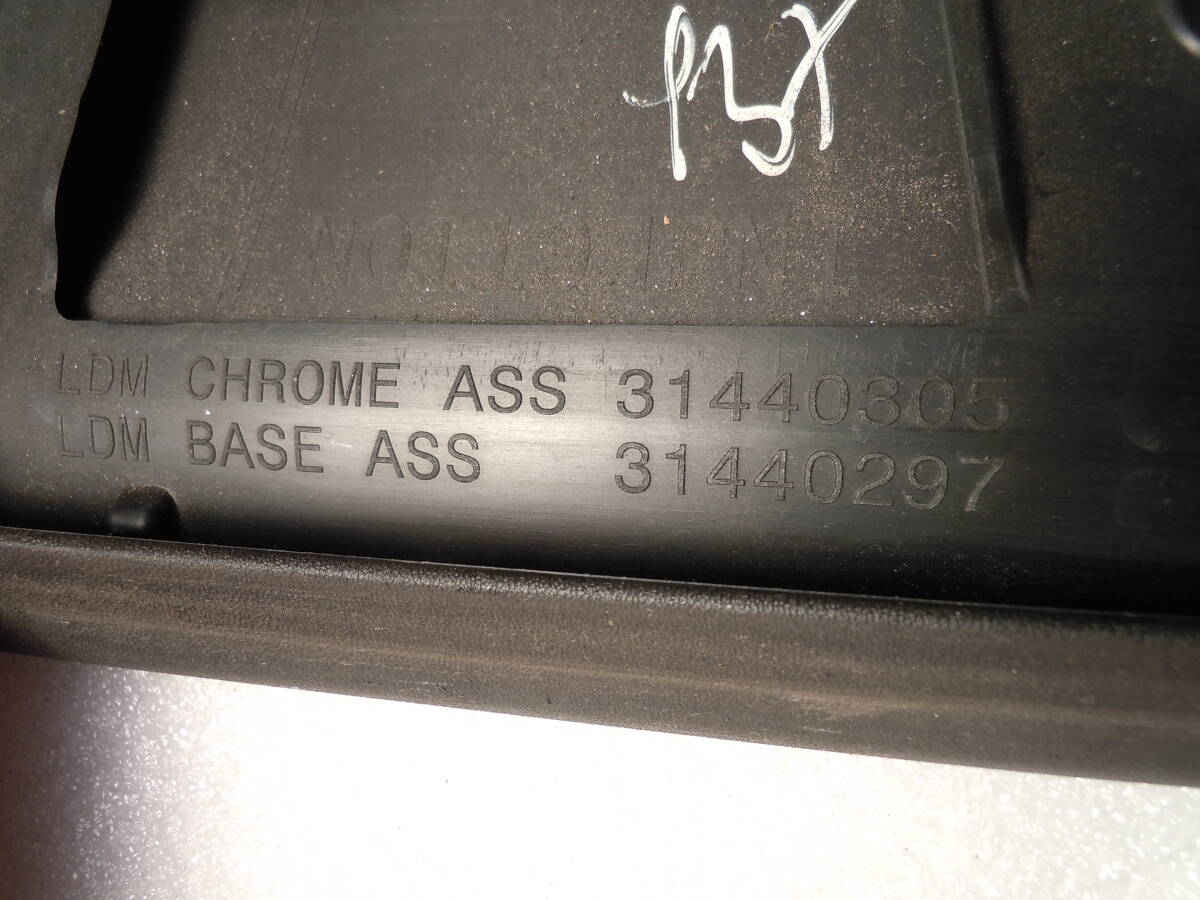 LDM CHROME ASS 31440305
LDM BASE ASS 31440297